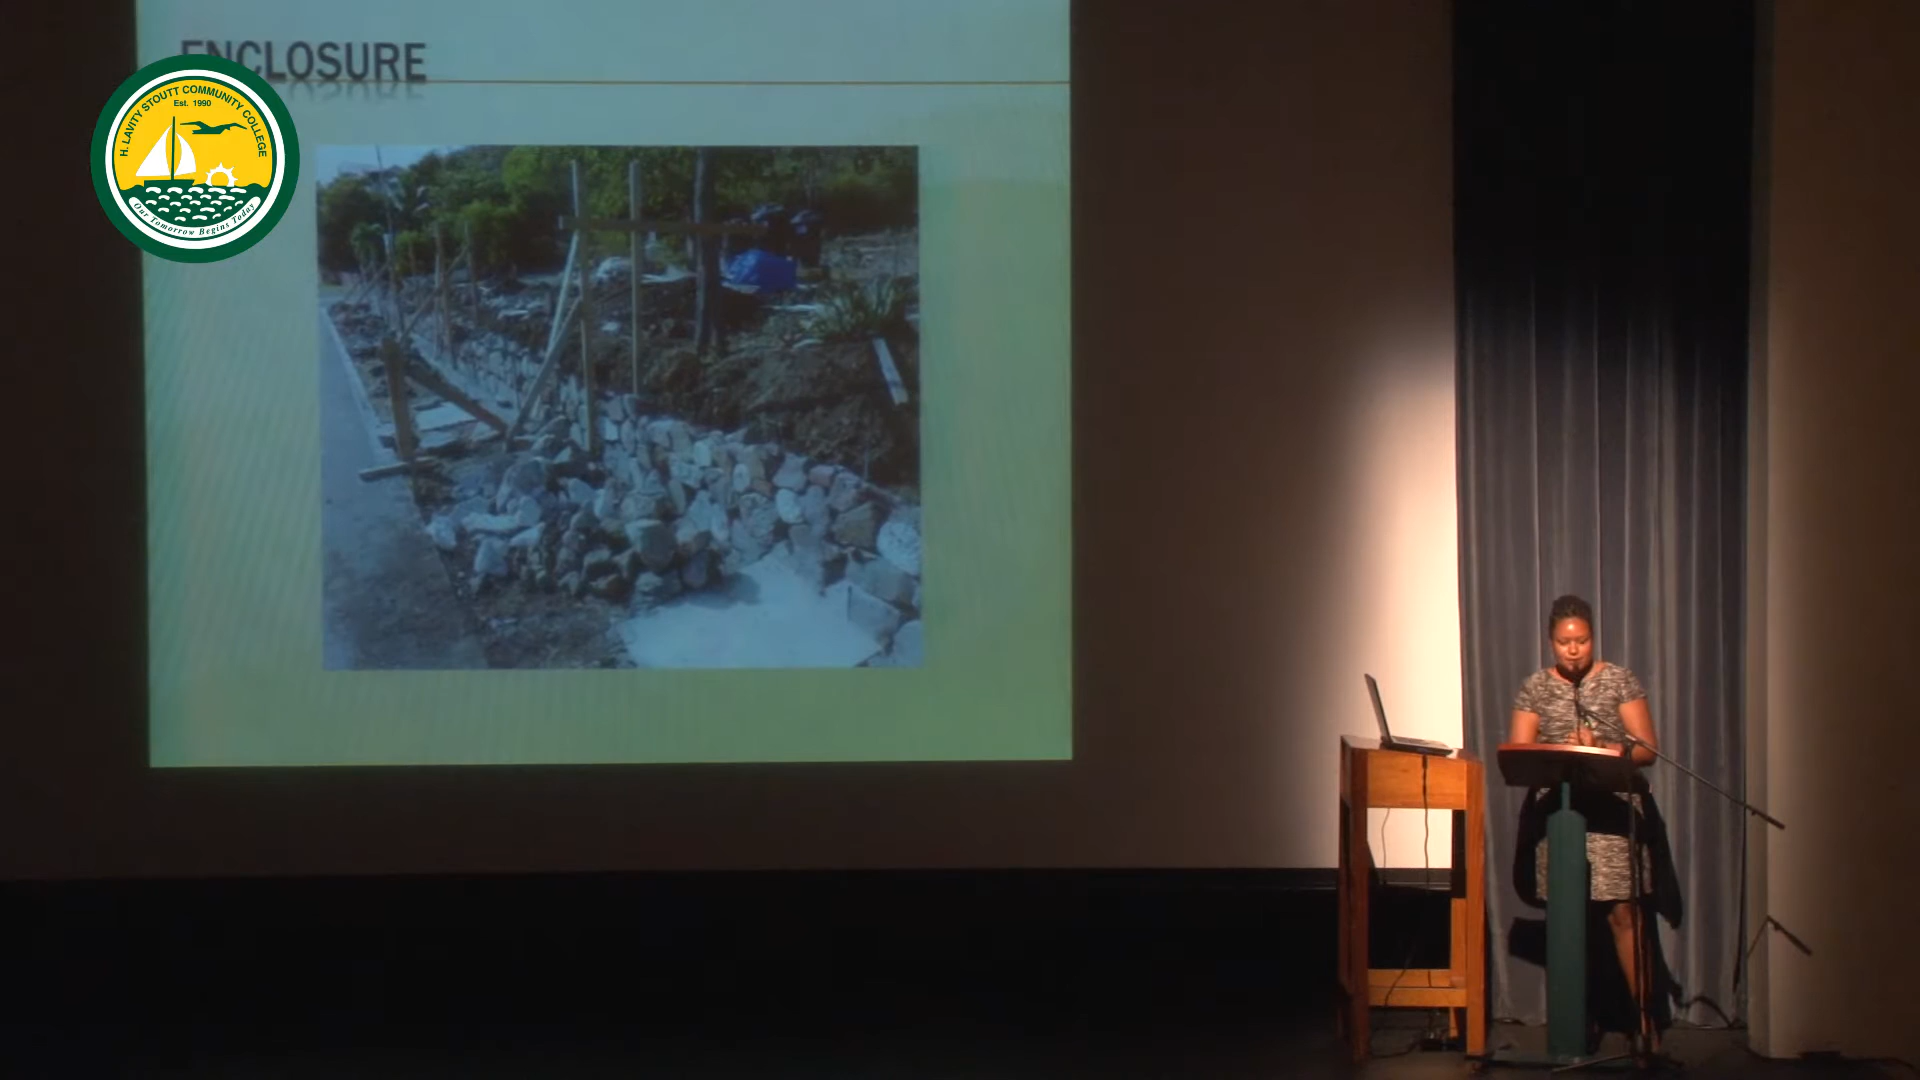 ENCLOSURE
H. LAVITY STOUTT COMMUNITY COLLEGE
Est. 1990
Our Tomorrow Begins Today